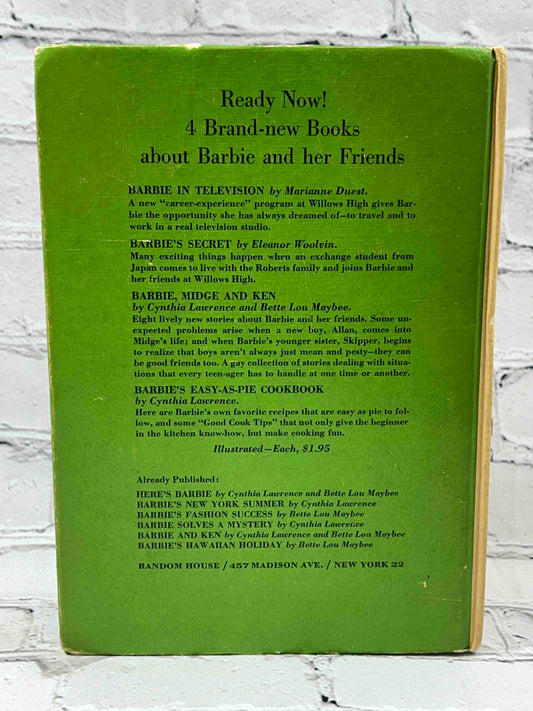 Ready Now!
4 Brand-new Books
about Barbie and her Friends
BARBIE IN TELEVISION by Marianne Duest.
A new "career-experience" program at Willows High gives Bar-
bie the opportunity she has always dreamed of—to travel and to
work in a real television studio.
BARBIE'S SECRET by Eleanor Woolvin.
Many exciting things happen when an exchange student from
Japan comes to live with the Roberts family and joins Barbie and
her friends at Willows High.
BARBIE, MIDGE AND KEN
by Cynthia Lawrence and Bette Lou Maybee.
Eight lively new stories about Barbie and her friends. Some un-
expected problems arise when a new boy, Allan, comes into
Midge's life; and when Barbie's younger sister, Skipper, begins
to realize that boys aren't always just mean and pesty—they can
be good friends too. A gay collection of stories dealing with situa-
tions that every teen-ager has to handle at one time or another.
BARBIE'S EASY-AS-PIE COOKBOOK
by Cynthia Lawrence.
Here are Barbie's own favorite recipes that are easy as pie to fol-
low, and some "Good Cook Tips" that not only give the beginner
in the kitchen know-how, but make cooking fun.
Illustrated—Each, $1.95
Already Published:
HERE'S BARBIE by Cynthia Lawrence and Bette Lou Maybee
BARBIE'S NEW YORK SUMMER by Cynthia Lawrence
BARBIE'S FASHION SUCCESS by Bette Lou Maybee
BARBIE SOLVES A MYSTERY by Cynthia Lawrence
BARBIE AND KEN by Cynthia Lawrence and Bette Lou Maybee
BARBIE'S HAWAIIAN HOLIDAY by Bette Lou Maybee
RANDOM HOUSE / 457 MADISON AVE. / NEW YORK 22